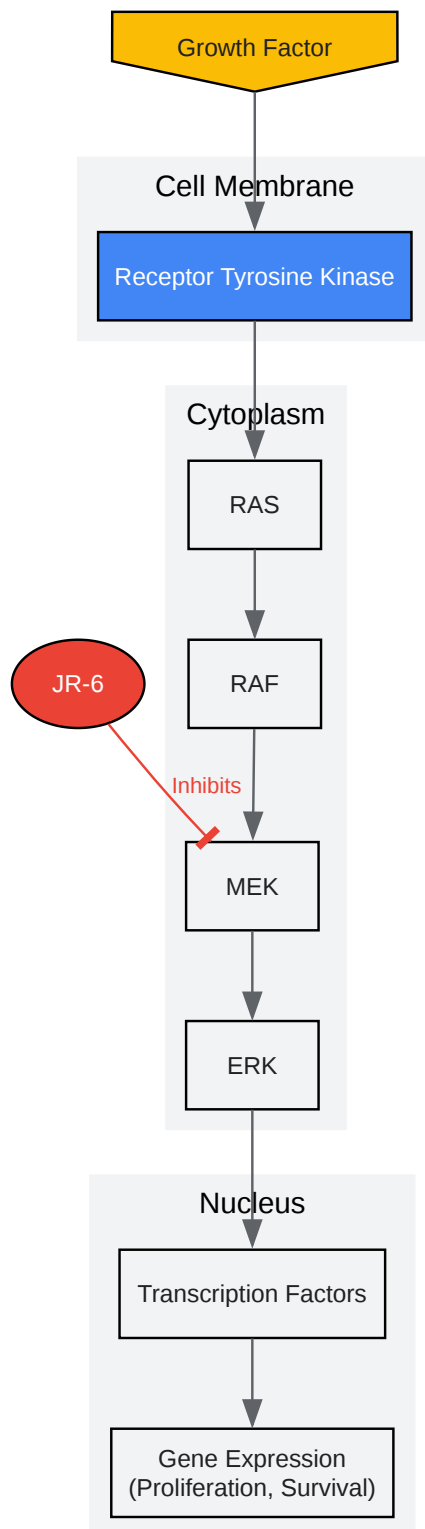 Growth Factor
Cell Membrane
Receptor Tyrosine Kinase
Cytoplasm
RAS
RAF
JR-6
Inhibits
MEK
ERK
Nucleus
Transcription Factors
Gene Expression
(Proliferation, Survival)